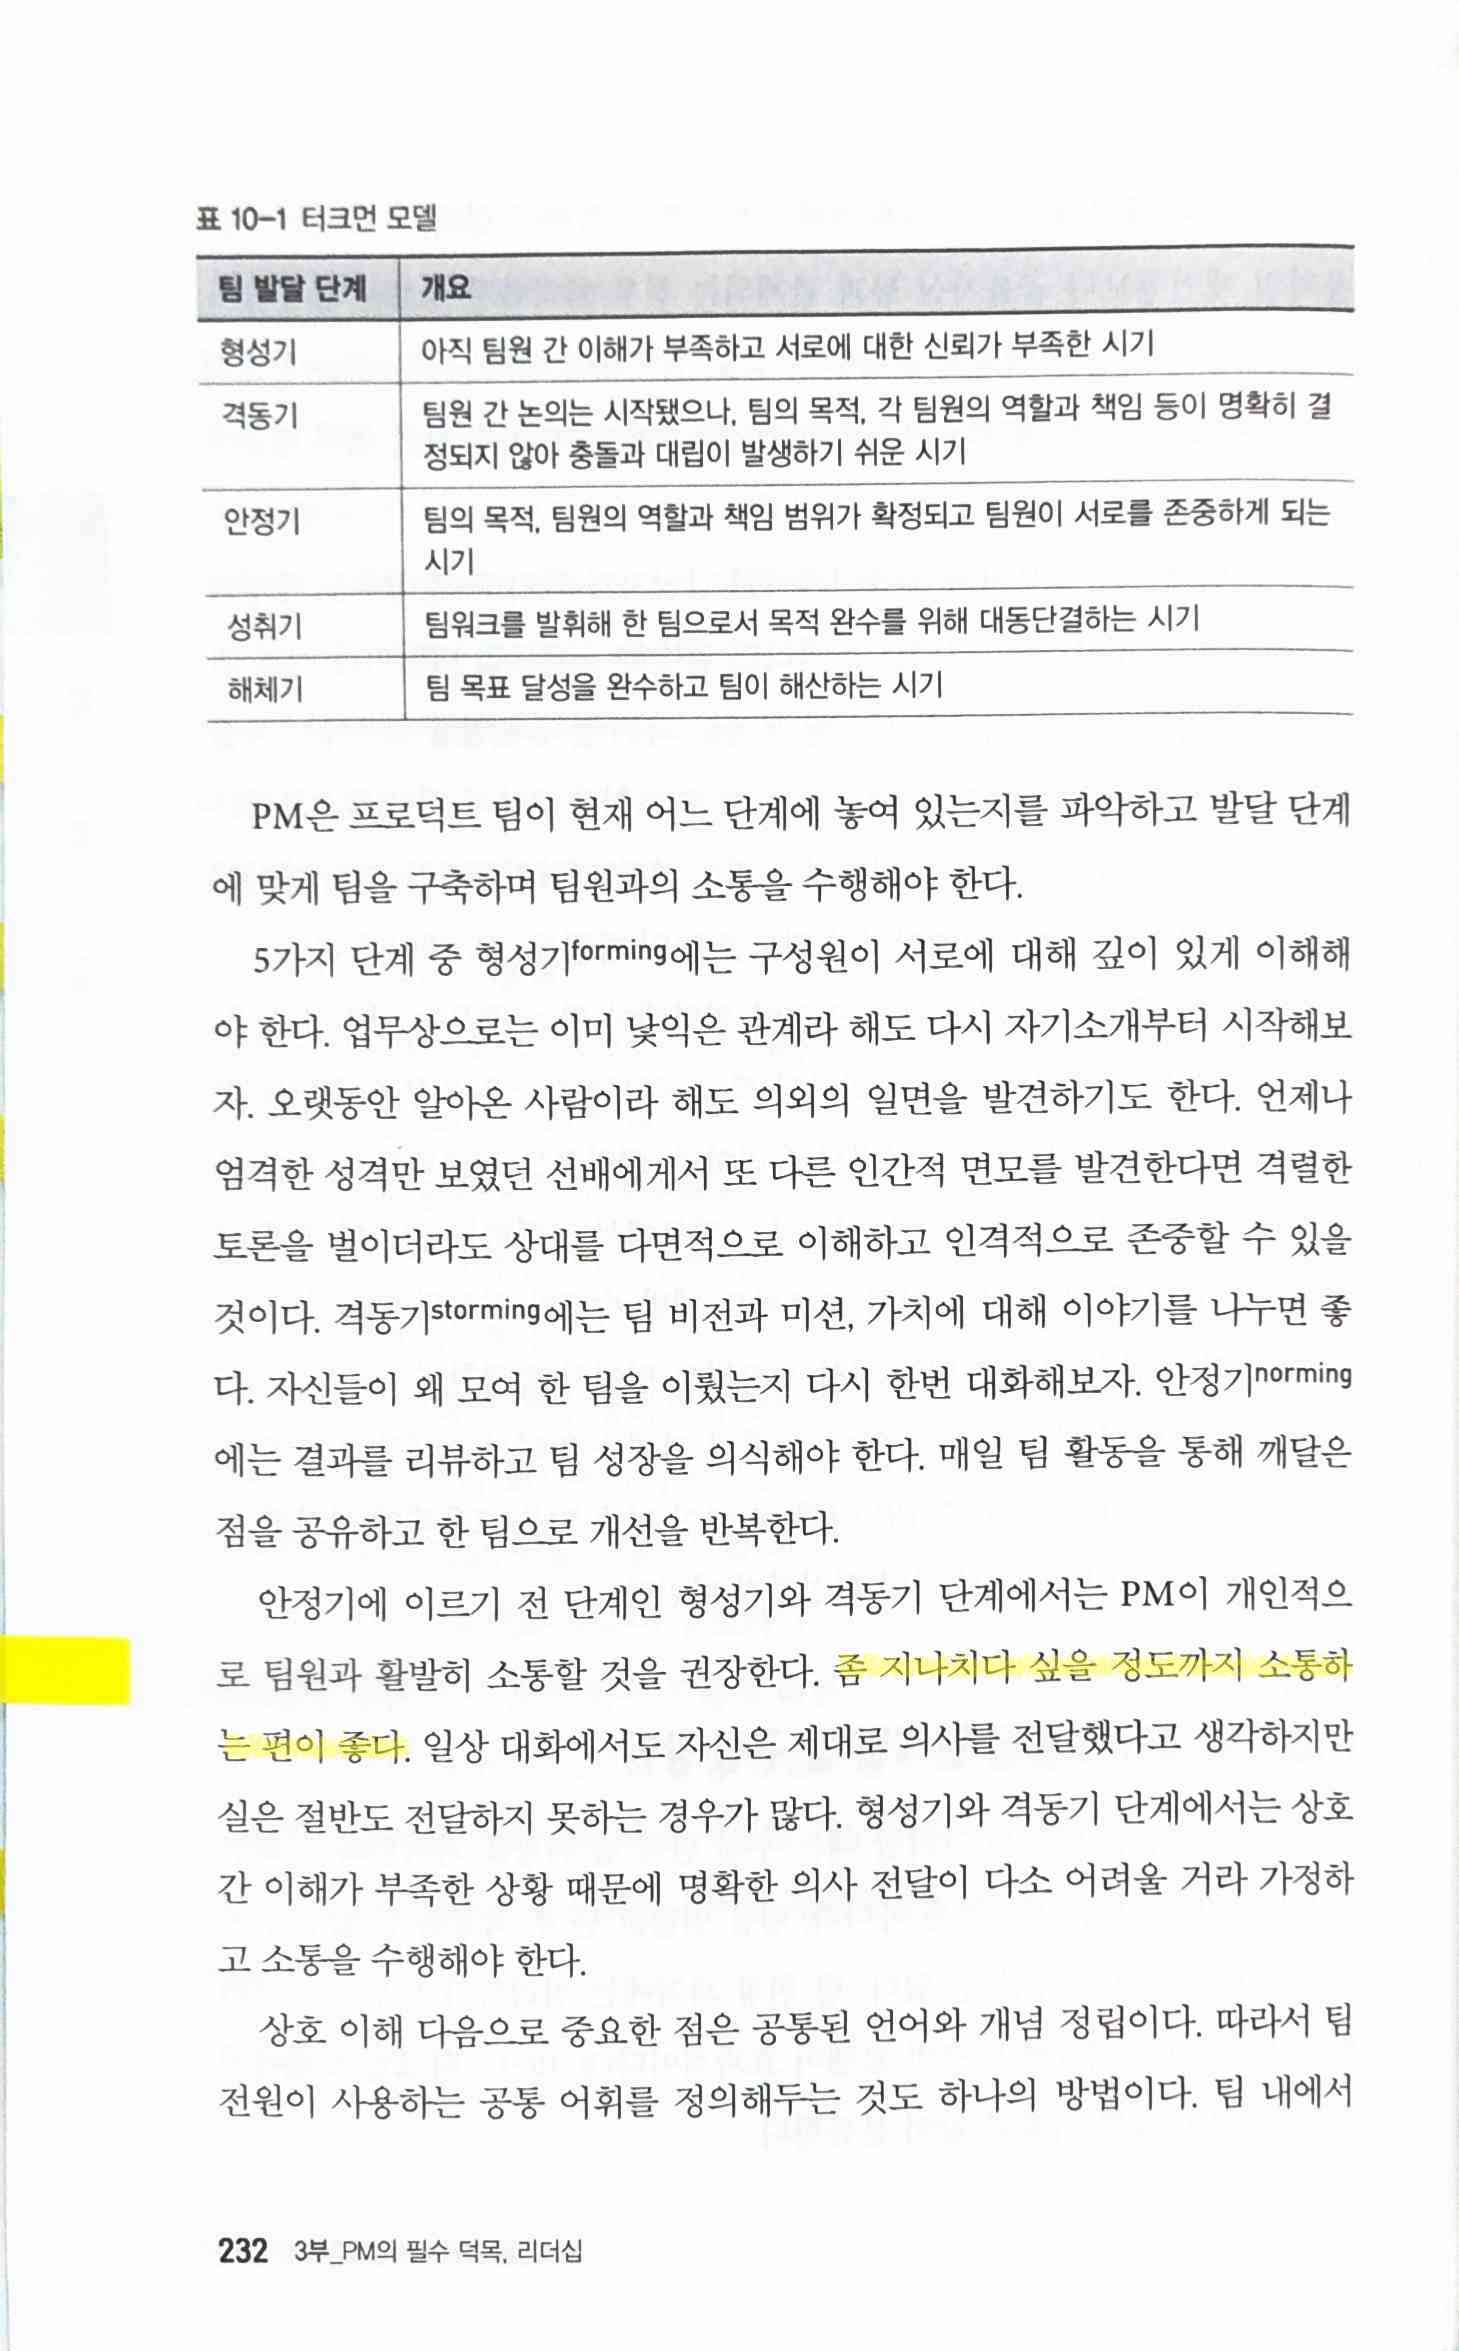 표 10-1 터크먼 모델
팀 발달 단계 개요
형성기 아직 팀원 간 이해가 부족하고 서로에 대한 신뢰가 부족한 시기
격동기 팀원 간 논의는 시작됐으나, 팀의 목적, 각 팀원의 역할과 책임 등이 명확히 결
정되지 않아 충돌과 대립이 발생하기 쉬운 시기
안정기 팀의 목적, 팀원의 역할과 책임 범위가 확정되고 팀원이 서로를 존중하게 되는
시기
성취기 팀워크를 발휘해 한 팀으로서 목적 완수를 위해 대동단결하는 시기
해체기 팀 목표 달성을 완수하고 팀이 해산하는 시기
PM은 프로덕트 팀이 현재 어느 단계에 놓여 있는지를 파악하고 발달 단계
에 맞게 팀을 구축하며 팀원과의 소통을 수행해야 한다.
5가지 단계 중 형성기forming에는 구성원이 서로에 대해 깊이 있게 이해해
야 한다. 업무상으로는 이미 낯익은 관계라 해도 다시 자기소개부터 시작해보
자. 오랫동안 알아온 사람이라 해도 의외의 일면을 발견하기도 한다. 언제나
엄격한 성격만 보였던 선배에게서 또 다른 인간적 면모를 발견한다면 격렬한
토론을 벌이더라도 상대를 다면적으로 이해하고 인격적으로 존중할 수 있을
것이다. 격동기storming에는 팀 비전과 미션, 가치에 대해 이야기를 나누면 좋
다. 자신들이 왜 모여 한 팀을 이뤘는지 다시 한번 대화해보자. 안정기norming
에는 결과를 리뷰하고 팀 성장을 의식해야 한다. 매일 팀 활동을 통해 깨달은
점을 공유하고 한 팀으로 개선을 반복한다.
안정기에 이르기 전 단계인 형성기와 격동기 단계에서는 PM이 개인적으
로 팀원과 활발히 소통할 것을 권장한다. 좀 지나치다 싶을 정도까지 소통하
는 편이 좋다. 일상 대화에서도 자신은 제대로 의사를 전달했다고 생각하지만
실은 절반도 전달하지 못하는 경우가 많다. 형성기와 격동기 단계에서는 상호
간 이해가 부족한 상황 때문에 명확한 의사 전달이 다소 어려울 거라 가정하
고 소통을 수행해야 한다.
상호 이해 다음으로 중요한 점은 공통된 언어와 개념 정립이다. 따라서 팀
전원이 사용하는 공통 어휘를 정의해두는 것도 하나의 방법이다. 팀 내에서
232 3부_PM의 필수 덕목, 리더십